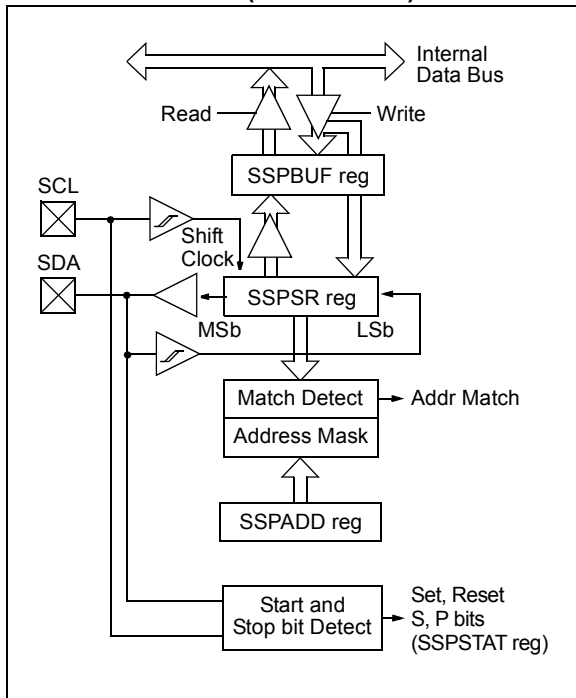 Internal
Data Bus
Read
Write
SSPBUF reg
SCL
Shift
Clock
SDA
SSPSR reg
MSb
LSb
Match Detect
Addr Match
Address Mask
SSPADD reg
Start and
Stop bit Detect
Set, Reset
S, P bits
(SSPSTAT reg)